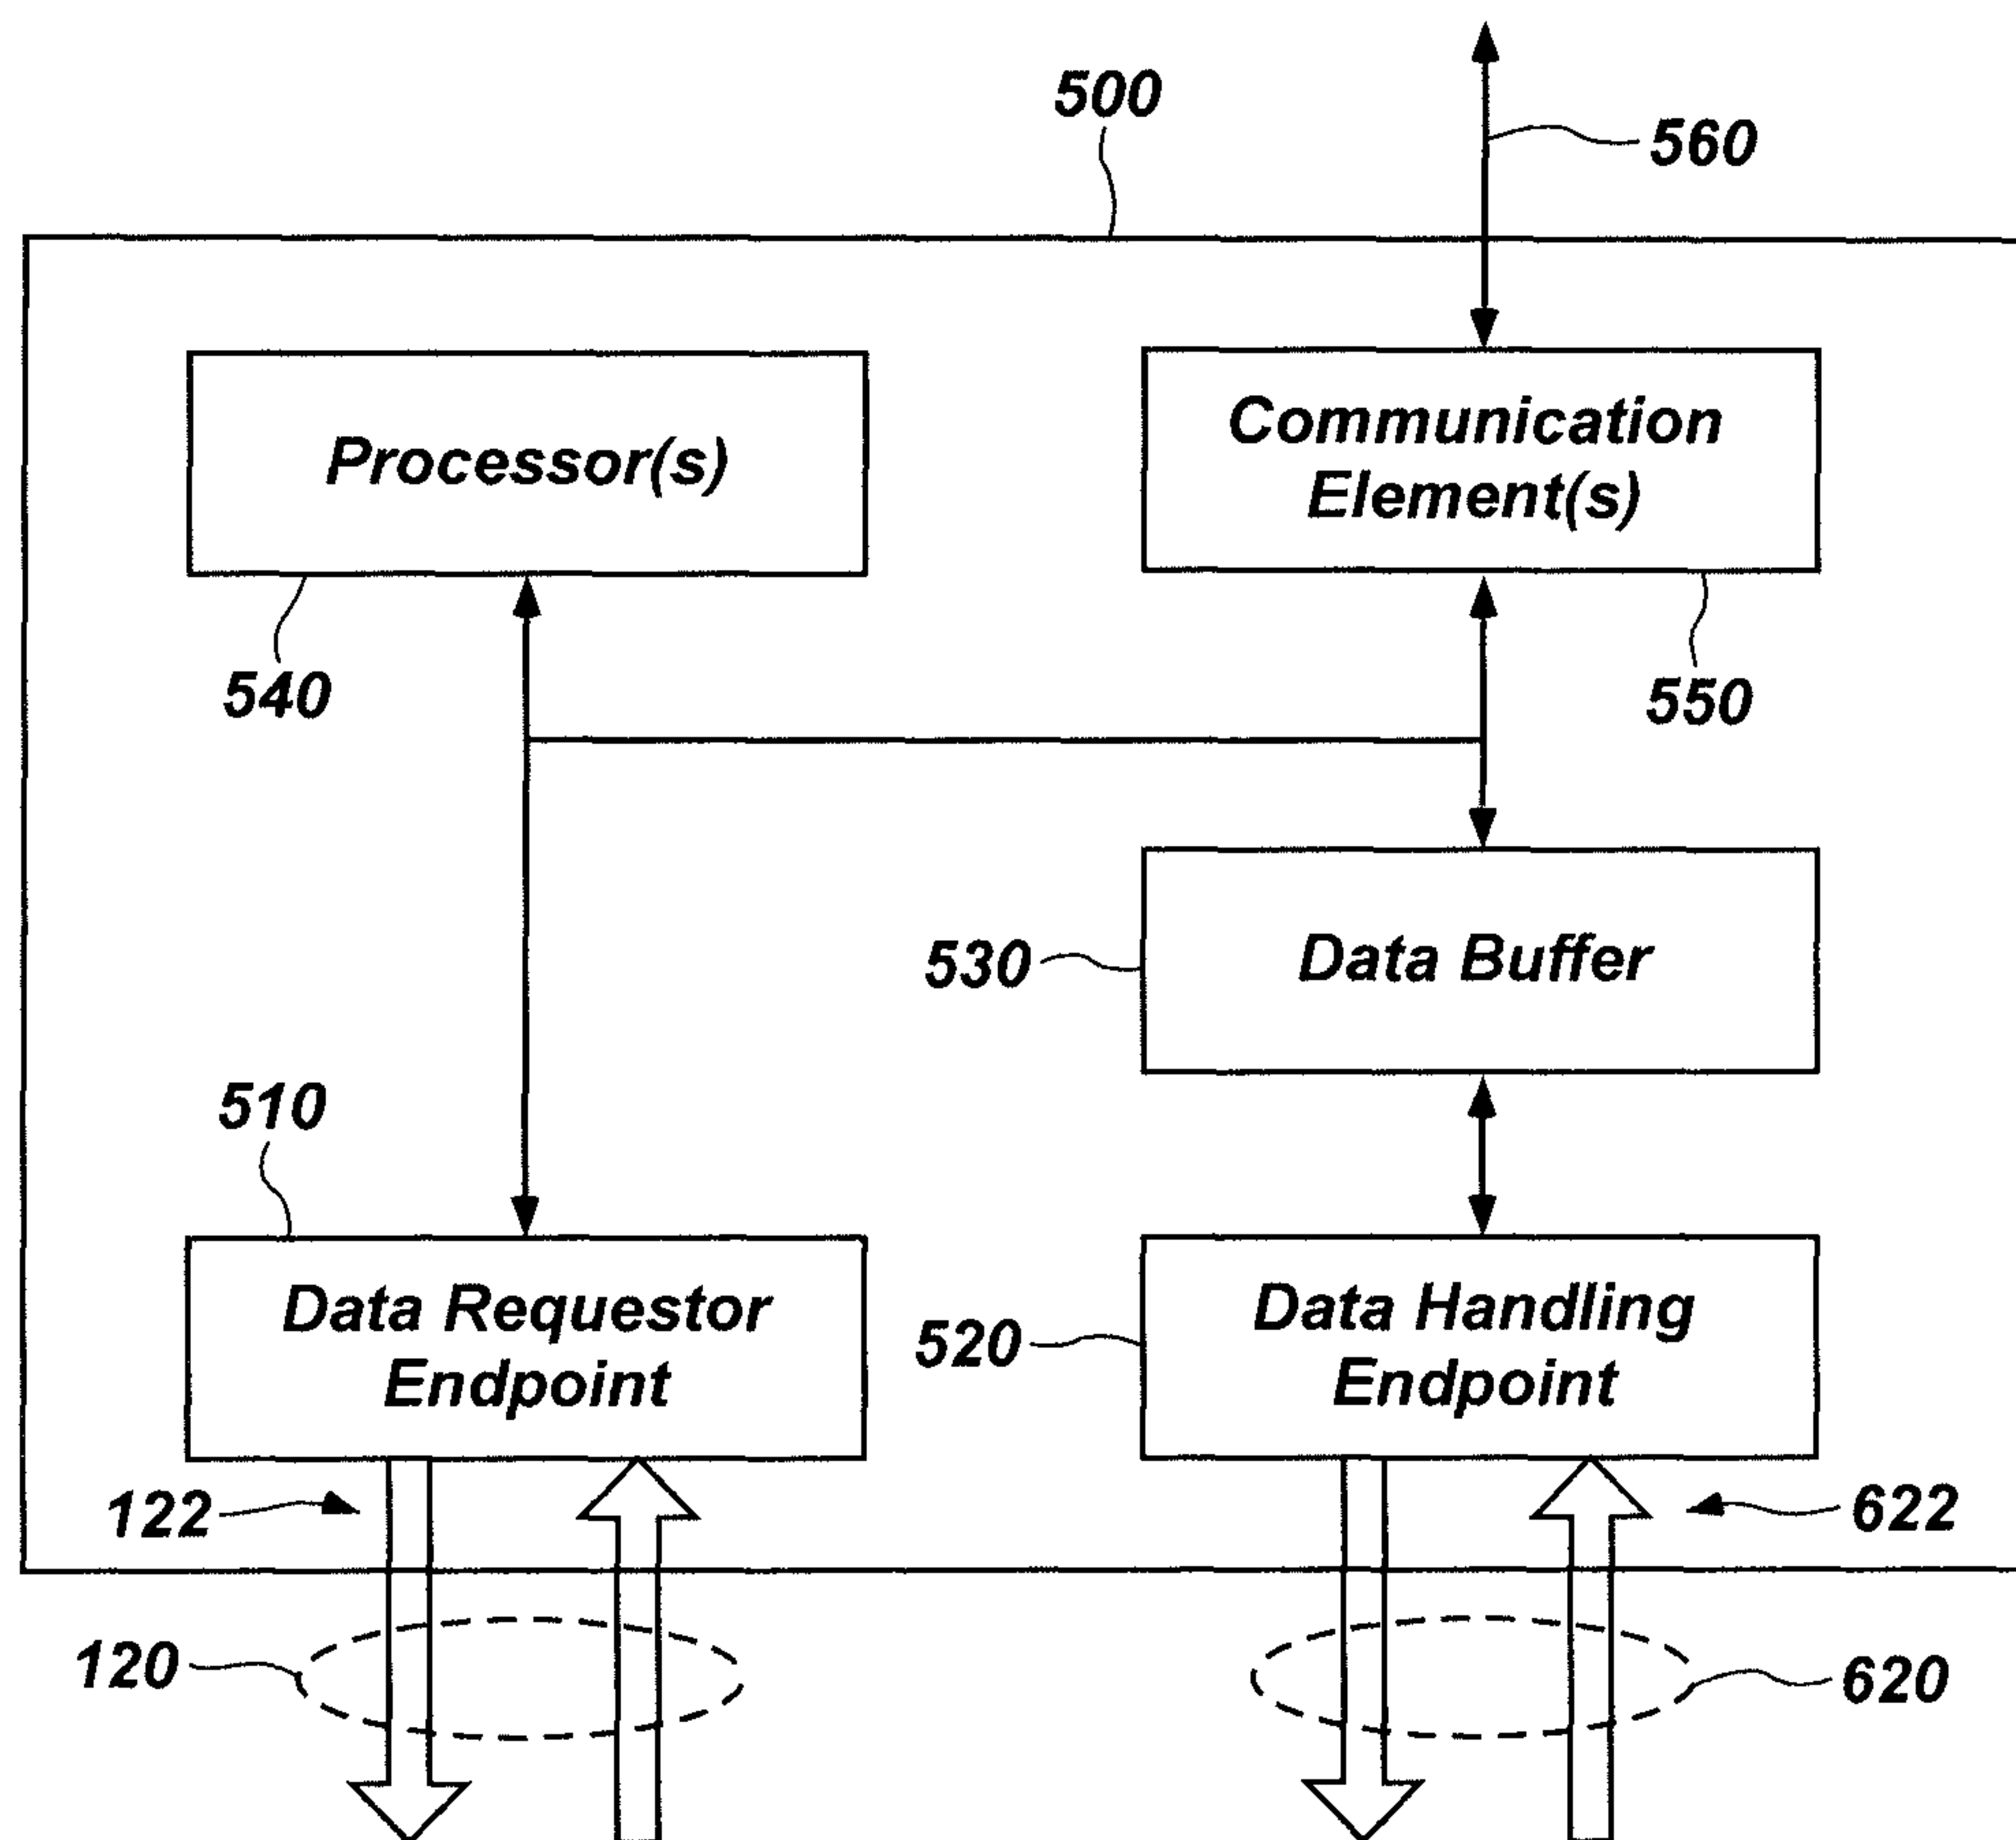 500
560
Processor(s)
Communication
Element(s)
540
550
530
Data Buffer
510
Data Requestor
Endpoint
520
Data Handling
Endpoint
122
622
120
620